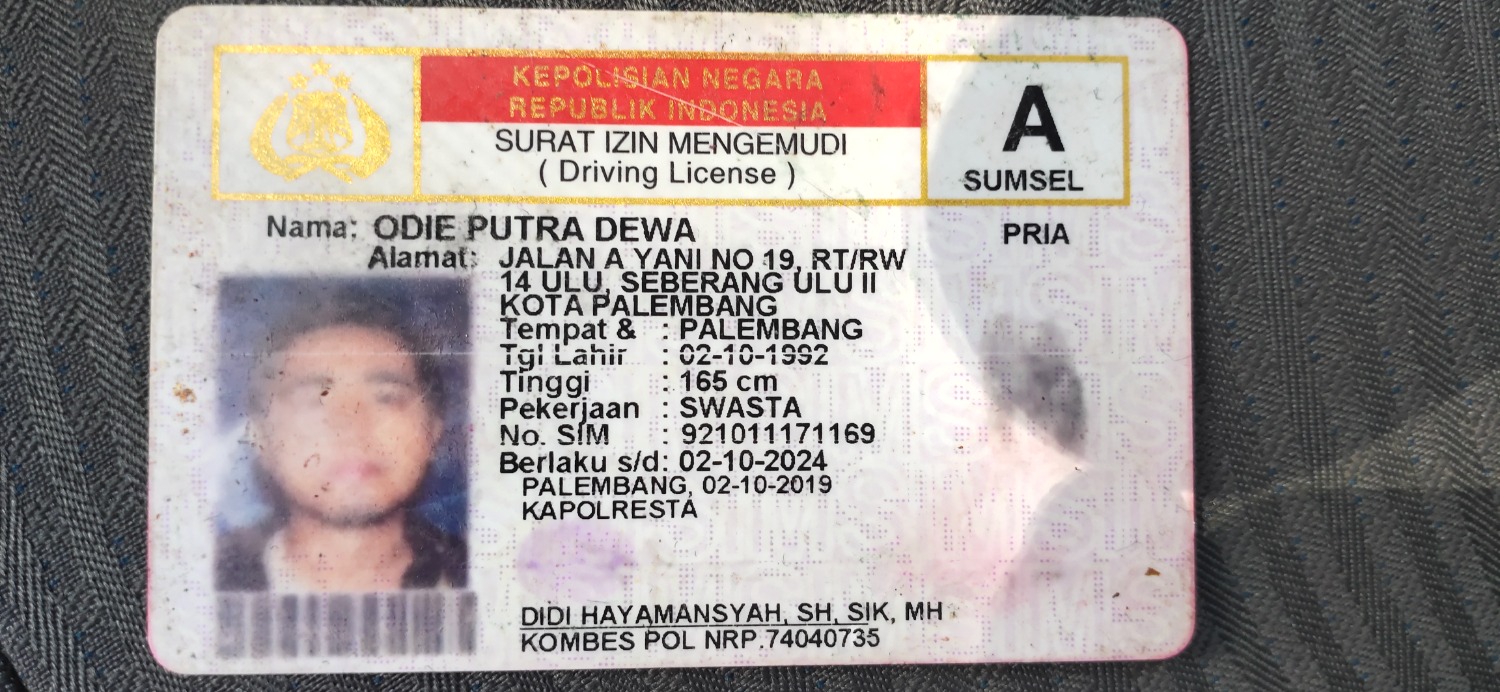 KEPOLISIAN NEGARA
REPUBLIK INDONESIA
SURAT IZIN MENGEMUDI
( Driving License )
A
SUMSEL
Nama: ODIE PUTRA DEWA
PRIA
Alamat: JALAN A YANI NO 19, RT/RW
14 ULU, SEBERANG ULU II
KOTA PALEMBANG
Tempat & : PALEMBANG
Tgl Lahir : 02-10-1992
Tinggi : 165 cm
Pekerjaan : SWASTA
No. SIM : 921011171169
Berlaku s/d: 02-10-2024
PALEMBANG, 02-10-2019
KAPOLRESTA
DIDI HAYAMANSYAH, SH, SIK, MH
KOMBES POL NRP.74040735